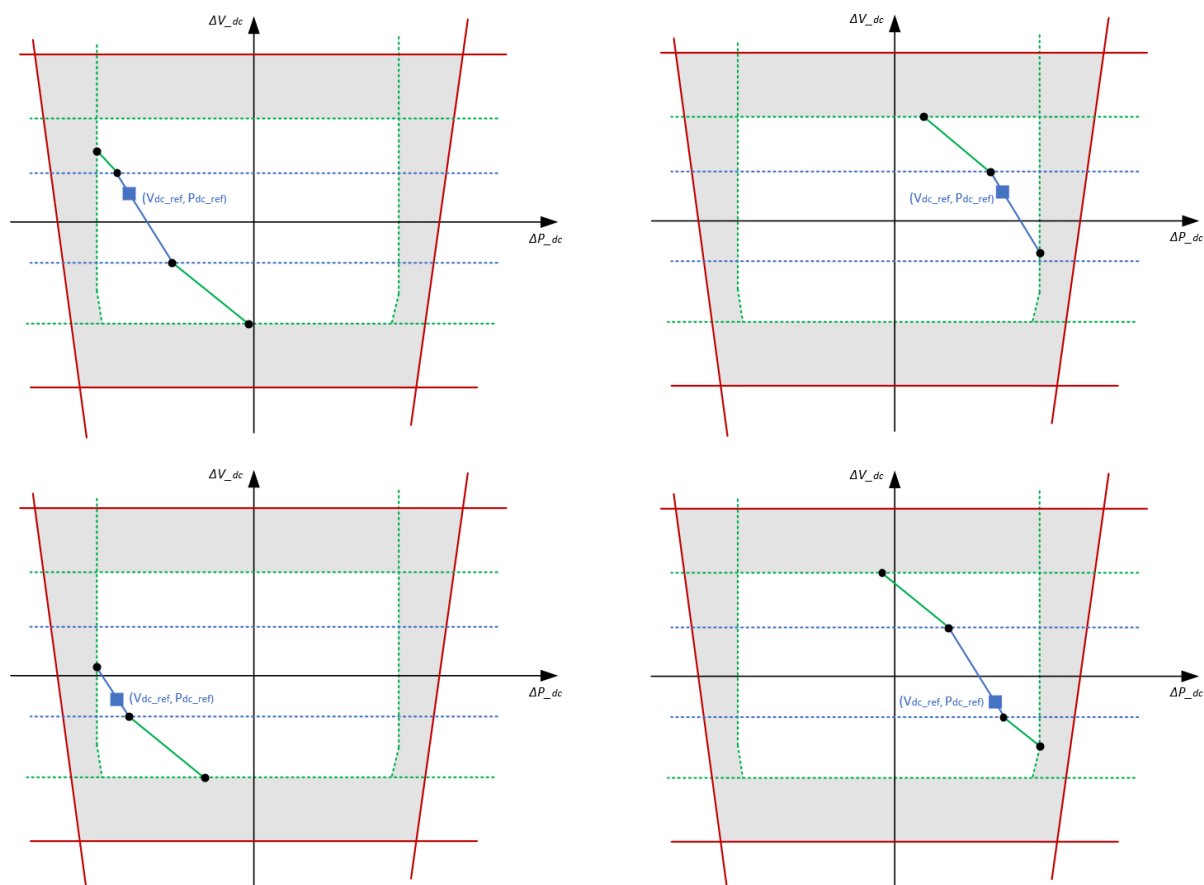 ΔV_dc
ΔV_dc
(Vdc_ref, Pdc_ref)
(Vdc_ref, Pdc_ref)
ΔP_dc
ΔP_dc
ΔV_dc
ΔV_dc
(Vdc_ref, Pdc_ref)
(Vdc_ref, Pdc_ref)
ΔP_dc
ΔP_dc